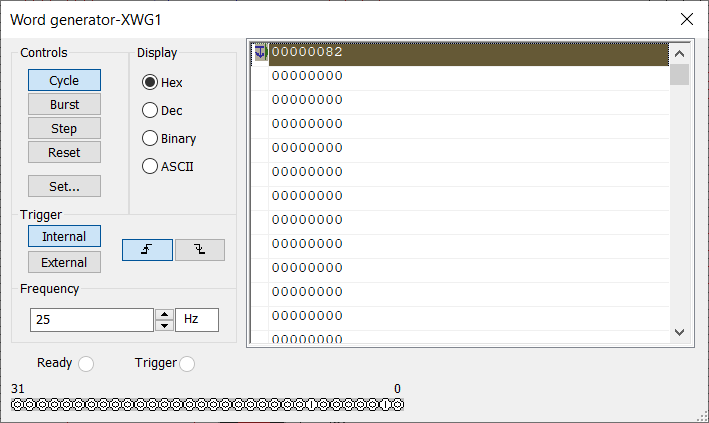 Word generator-XWG1
Controls
Cycle
Burst
Step
Reset
Set...
Display
Hex
Dec
Binary
ASCII
Trigger
Internal
External
Frequency
25
Hz
Ready
Trigger
00000082
00000000
00000000
00000000
00000000
00000000
00000000
00000000
00000000
00000000
00000000
00000000
00000000
31 0